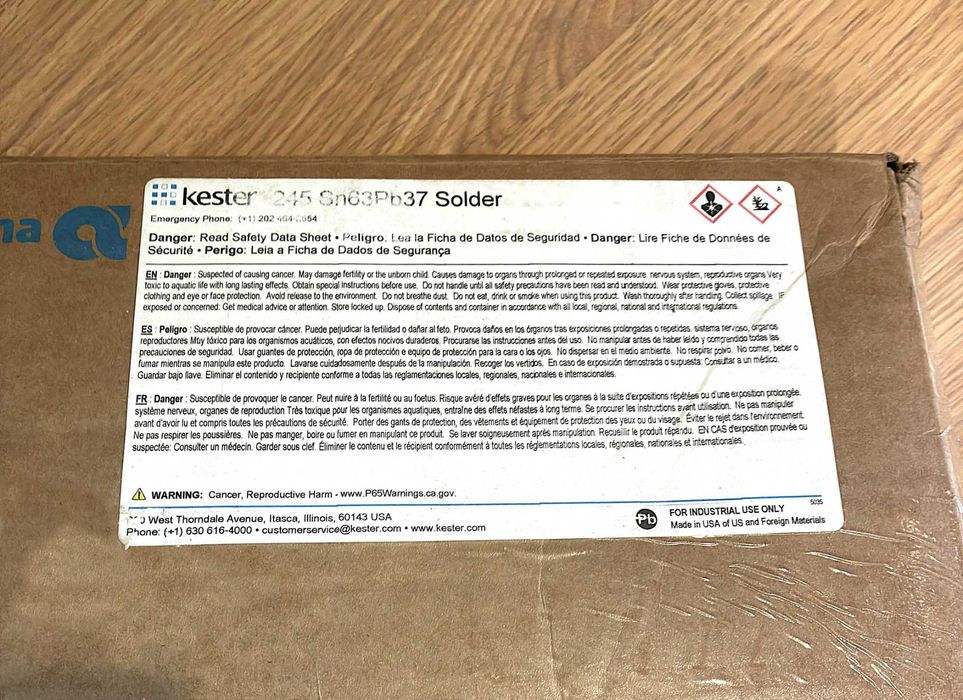 kester 245 Sn63Pb37 Solder
A
Emergency Phone: (+1) 202
Danger: Read Safety Data Sheet • Peligro: Lea la Ficha de Datos de Seguridad • Danger: Lire Fiche de Données de
Sécurité • Perigo: Leia a Ficha de Dados de Segurança
EN : Danger : Suspected of causing cancer. May damage fertility or the unborn child. Causes damage to organs through prolonged or repeated exposure. nervous system, reproductive organs Very
toxic to aquatic life with long lasting effects. Obtain special instructions before use. Do not handle until all safety precautions have been read and understood. Wear protective gloves, protective
clothing and eye or face protection. Avoid release to the environment. Do not breathe dust. Do not eat, drink or smoke when using this product. Wash thoroughly after handling. Collect spillage. IF
exposed or concerned: Get medical advice or attention. Store locked up. Dispose of contents and container in accordance with all local, regional, national and international regulations.
ES : Peligro : Susceptible de provocar cáncer. Puede perjudicar la fertilidad o dañar al feto. Provoca daños en los órganos tras exposiciones prolongadas o repetidas. sistema nervioso, órganos
reproductores Muy tóxico para los organismos acuáticos, con efectos nocivos duraderos. Procurarse las instrucciones antes del uso. No manipular antes de haber leído y comprendido todas las
precauciones de seguridad. Usar guantes de protección, ropa de protección e equipo de protección para la cara o los ojos. No dispersar en el medio ambiente. No respirar polvo. No comer, beber o
fumar mientras se manipula este producto. Lavarse cuidadosamente después de la manipulación. Recoger los vertidos. En caso de exposición demostrada o supuesta: Consultar a un médico.
Guardar bajo llave. Eliminar el contenido y recipiente conforme a todas las reglamentaciones locales, regionales, nacionales e internacionales.
FR : Danger : Susceptible de provoquer le cancer. Peut nuire à la fertilité ou au foetus. Risque avéré d'effets graves pour les organes à la suite d'expositions répétées ou d'une exposition prolongée.
système nerveux, organes de reproduction Très toxique pour les organismes aquatiques, entraîne des effets néfastes à long terme. Se procurer les instructions avant utilisation. Ne pas manipuler
avant d'avoir lu et compris toutes les précautions de sécurité. Porter des gants de protection, des vêtements et équipement de protection des yeux ou du visage. Éviter le rejet dans l'environnement.
Ne pas respirer les poussières. Ne pas manger, boire ou fumer en manipulant ce produit. Se laver soigneusement après manipulation. Recueillir le produit répandu. EN CAS d'exposition prouvée ou
suspectée: Consulter un médecin. Garder sous clef. Éliminer le contenu et le récipient conformément à toutes les réglementations locales, régionales, nationales et internationales.
WARNING: Cancer, Reproductive Harm - www.P65Warnings.ca.gov.
5035
West Thorndale Avenue, Itasca, Illinois, 60143 USA
Phone: (+1) 630 616-4000 • customerservice@kester.com • www.kester.com
Pb
FOR INDUSTRIAL USE ONLY
Made in USA of US and Foreign Materials